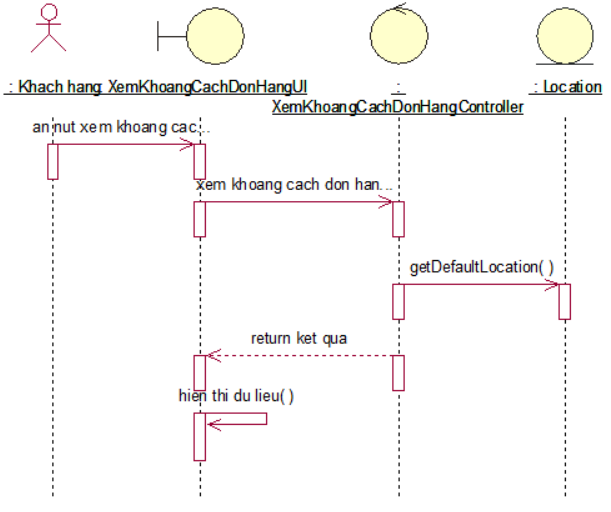 : Khach hang
: XemKhoangCachDonHangUI
:
XemKhoangCachDonHangController
: Location
an nut xem khoang cac...
xem khoang cach don han...
getDefaultLocation( )
return ket qua
hien thi du lieu( )